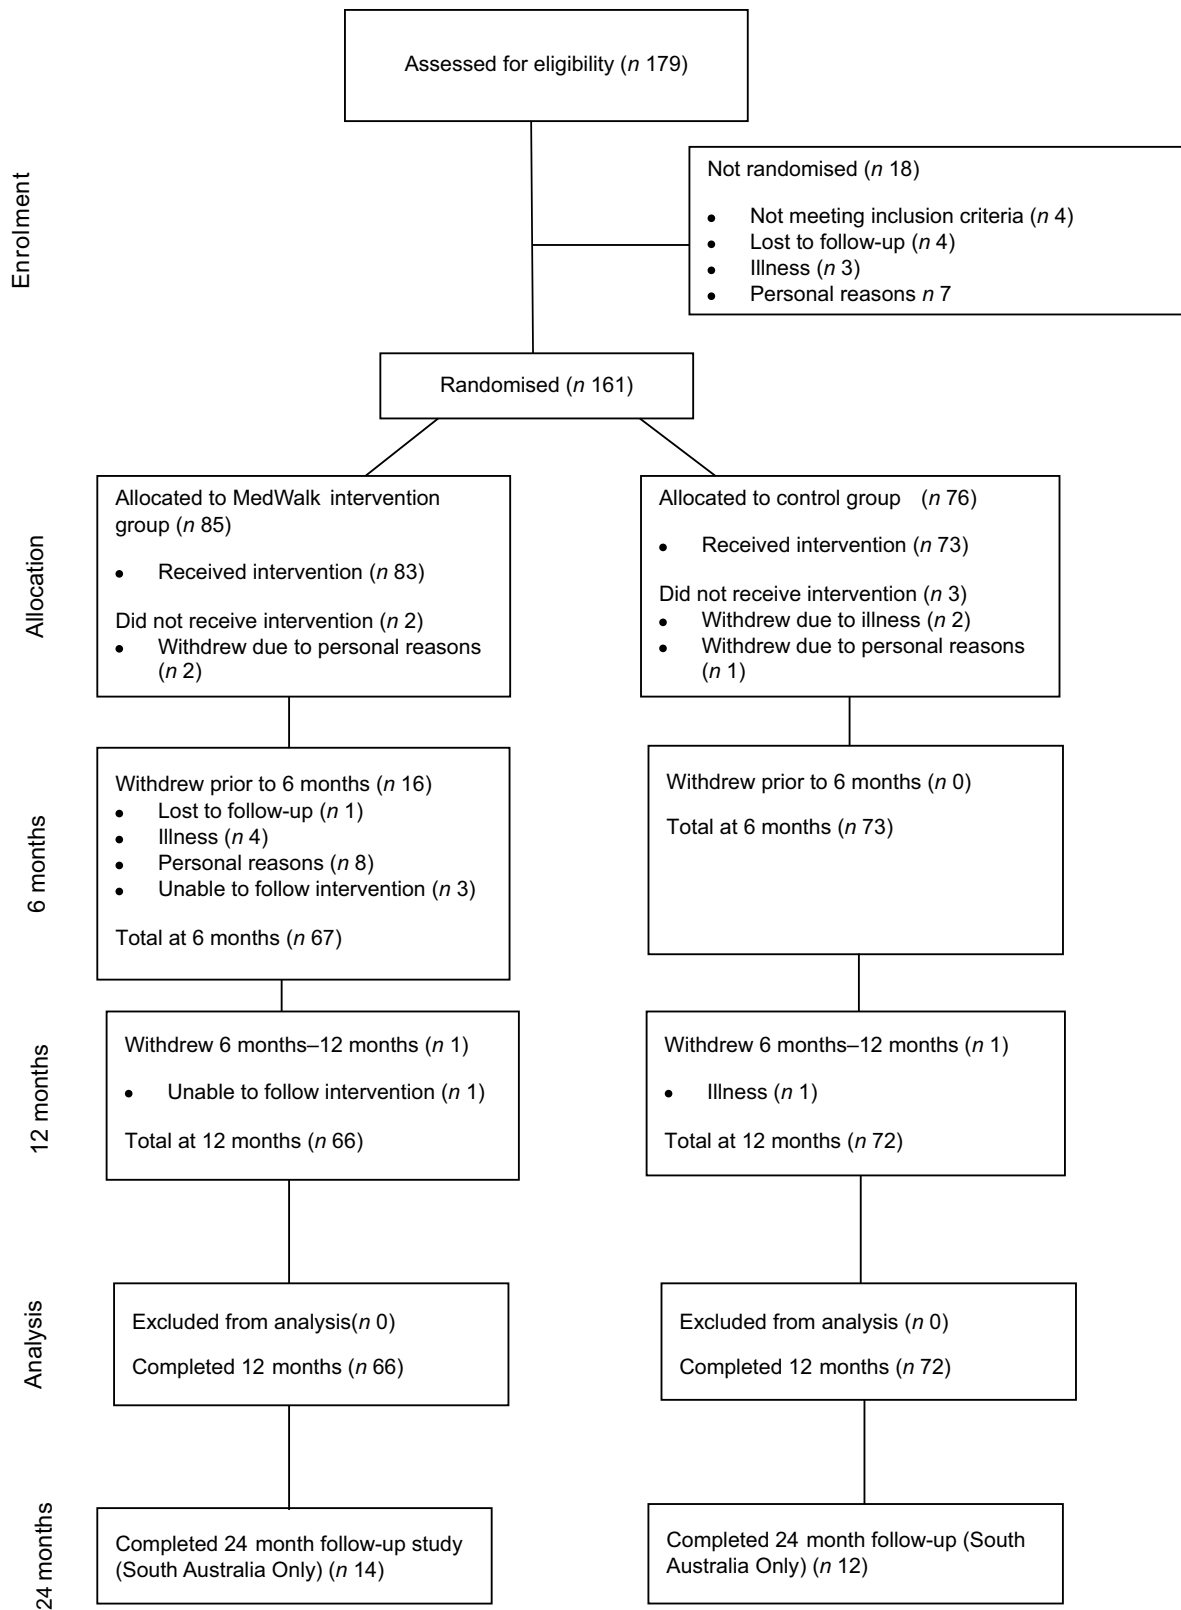 Assessed for eligibility (n 179)
Enrolment
Not randomised (n 18)
• Not meeting inclusion criteria (n 4)
• Lost to follow-up (n 4)
• Illness (n 3)
• Personal reasons n 7
Randomised (n 161)
Allocation
Allocated to MedWalk intervention
group (n 85)
• Received intervention (n 83)
Did not receive intervention (n 2)
• Withdrew due to personal reasons
(n 2)
Allocated to control group (n 76)
• Received intervention (n 73)
Did not receive intervention (n 3)
• Withdrew due to illness (n 2)
• Withdrew due to personal reasons
(n 1)
6 months
Withdrew prior to 6 months (n 16)
• Lost to follow-up (n 1)
• Illness (n 4)
• Personal reasons (n 8)
• Unable to follow intervention (n 3)
Total at 6 months (n 67)
Withdrew prior to 6 months (n 0)
Total at 6 months (n 73)
12 months
Withdrew 6 months–12 months (n 1)
• Unable to follow intervention (n 1)
Total at 12 months (n 66)
Withdrew 6 months–12 months (n 1)
• Illness (n 1)
Total at 12 months (n 72)
Analysis
Excluded from analysis(n 0)
Completed 12 months (n 66)
Excluded from analysis (n 0)
Completed 12 months (n 72)
24 months
Completed 24 month follow-up study
(South Australia Only) (n 14)
Completed 24 month follow-up (South
Australia Only) (n 12)